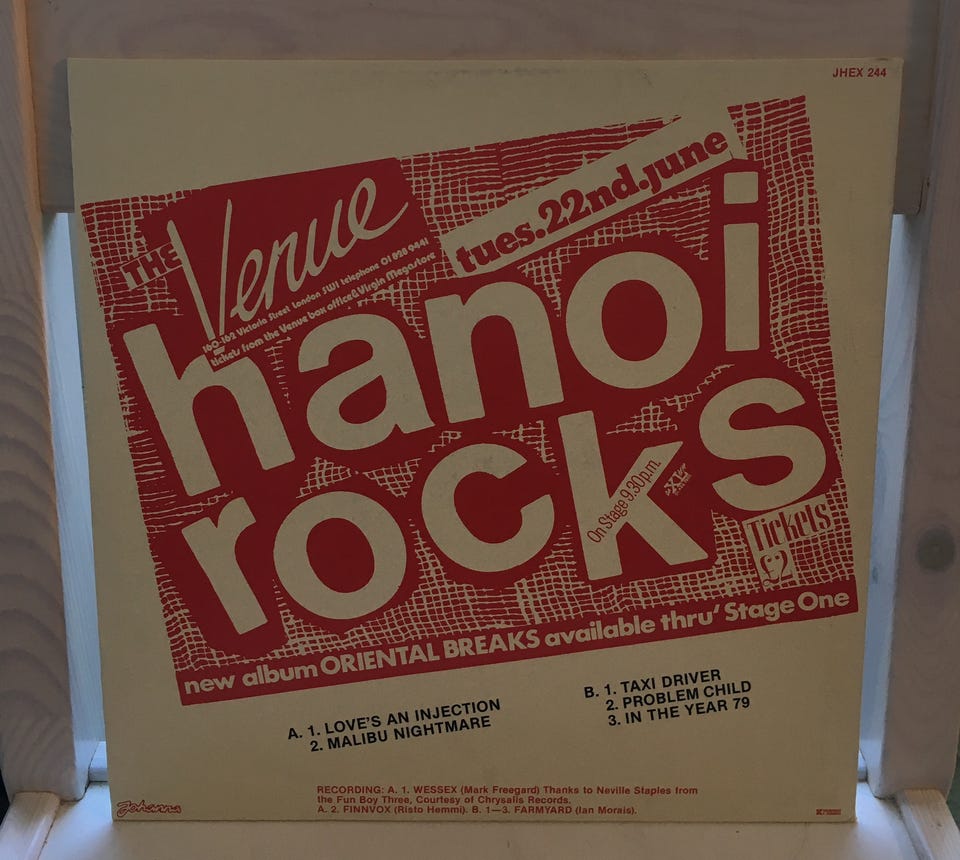 JHEX 244
THE Venue
tues.22nd.june
160-162 Victoria Street London SW1 telephone 01 828 9441
tickets from the Venue box office & Virgin Megastore
hanoi
rocks
On Stage 9.30p.m.
Tickets
£2
new album ORIENTAL BREAKS available thru' Stage One
A. 1. LOVE'S AN INJECTION
2. MALIBU NIGHTMARE
B. 1. TAXI DRIVER
2. PROBLEM CHILD
3. IN THE YEAR 79
RECORDING: A. 1. WESSEX (Mark Freegard) Thanks to Neville Staples from
the Fun Boy Three, Courtesy of Chrysalis Records.
A. 2. FINNVOX (Risto Hemmi). B. 1—3. FARMYARD (Ian Morais).
Johanna